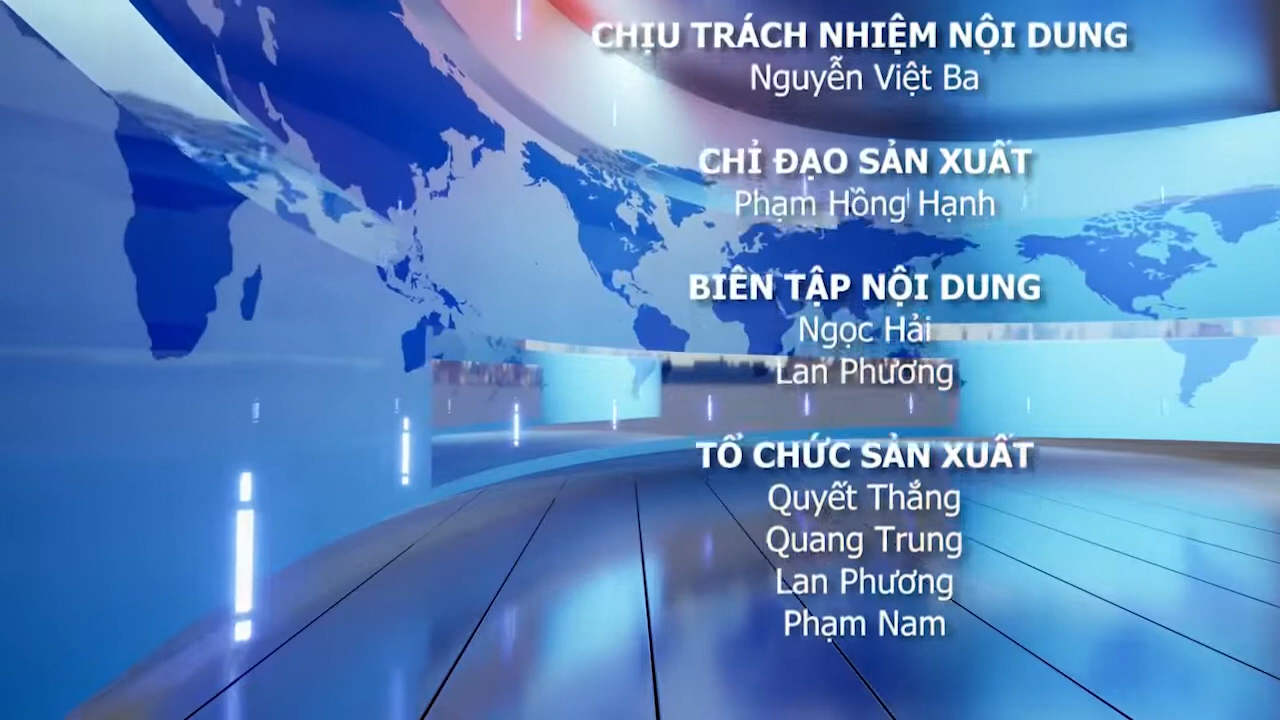 CHỊU TRÁCH NHIỆM NỘI DUNG
Nguyễn Việt Ba
CHỈ ĐẠO SẢN XUẤT
Phạm Hồng Hạnh
BIÊN TẬP NỘI DUNG
Ngọc Hải
Lan Phương
TỔ CHỨC SẢN XUẤT
Quyết Thắng
Quang Trung
Lan Phương
Phạm Nam